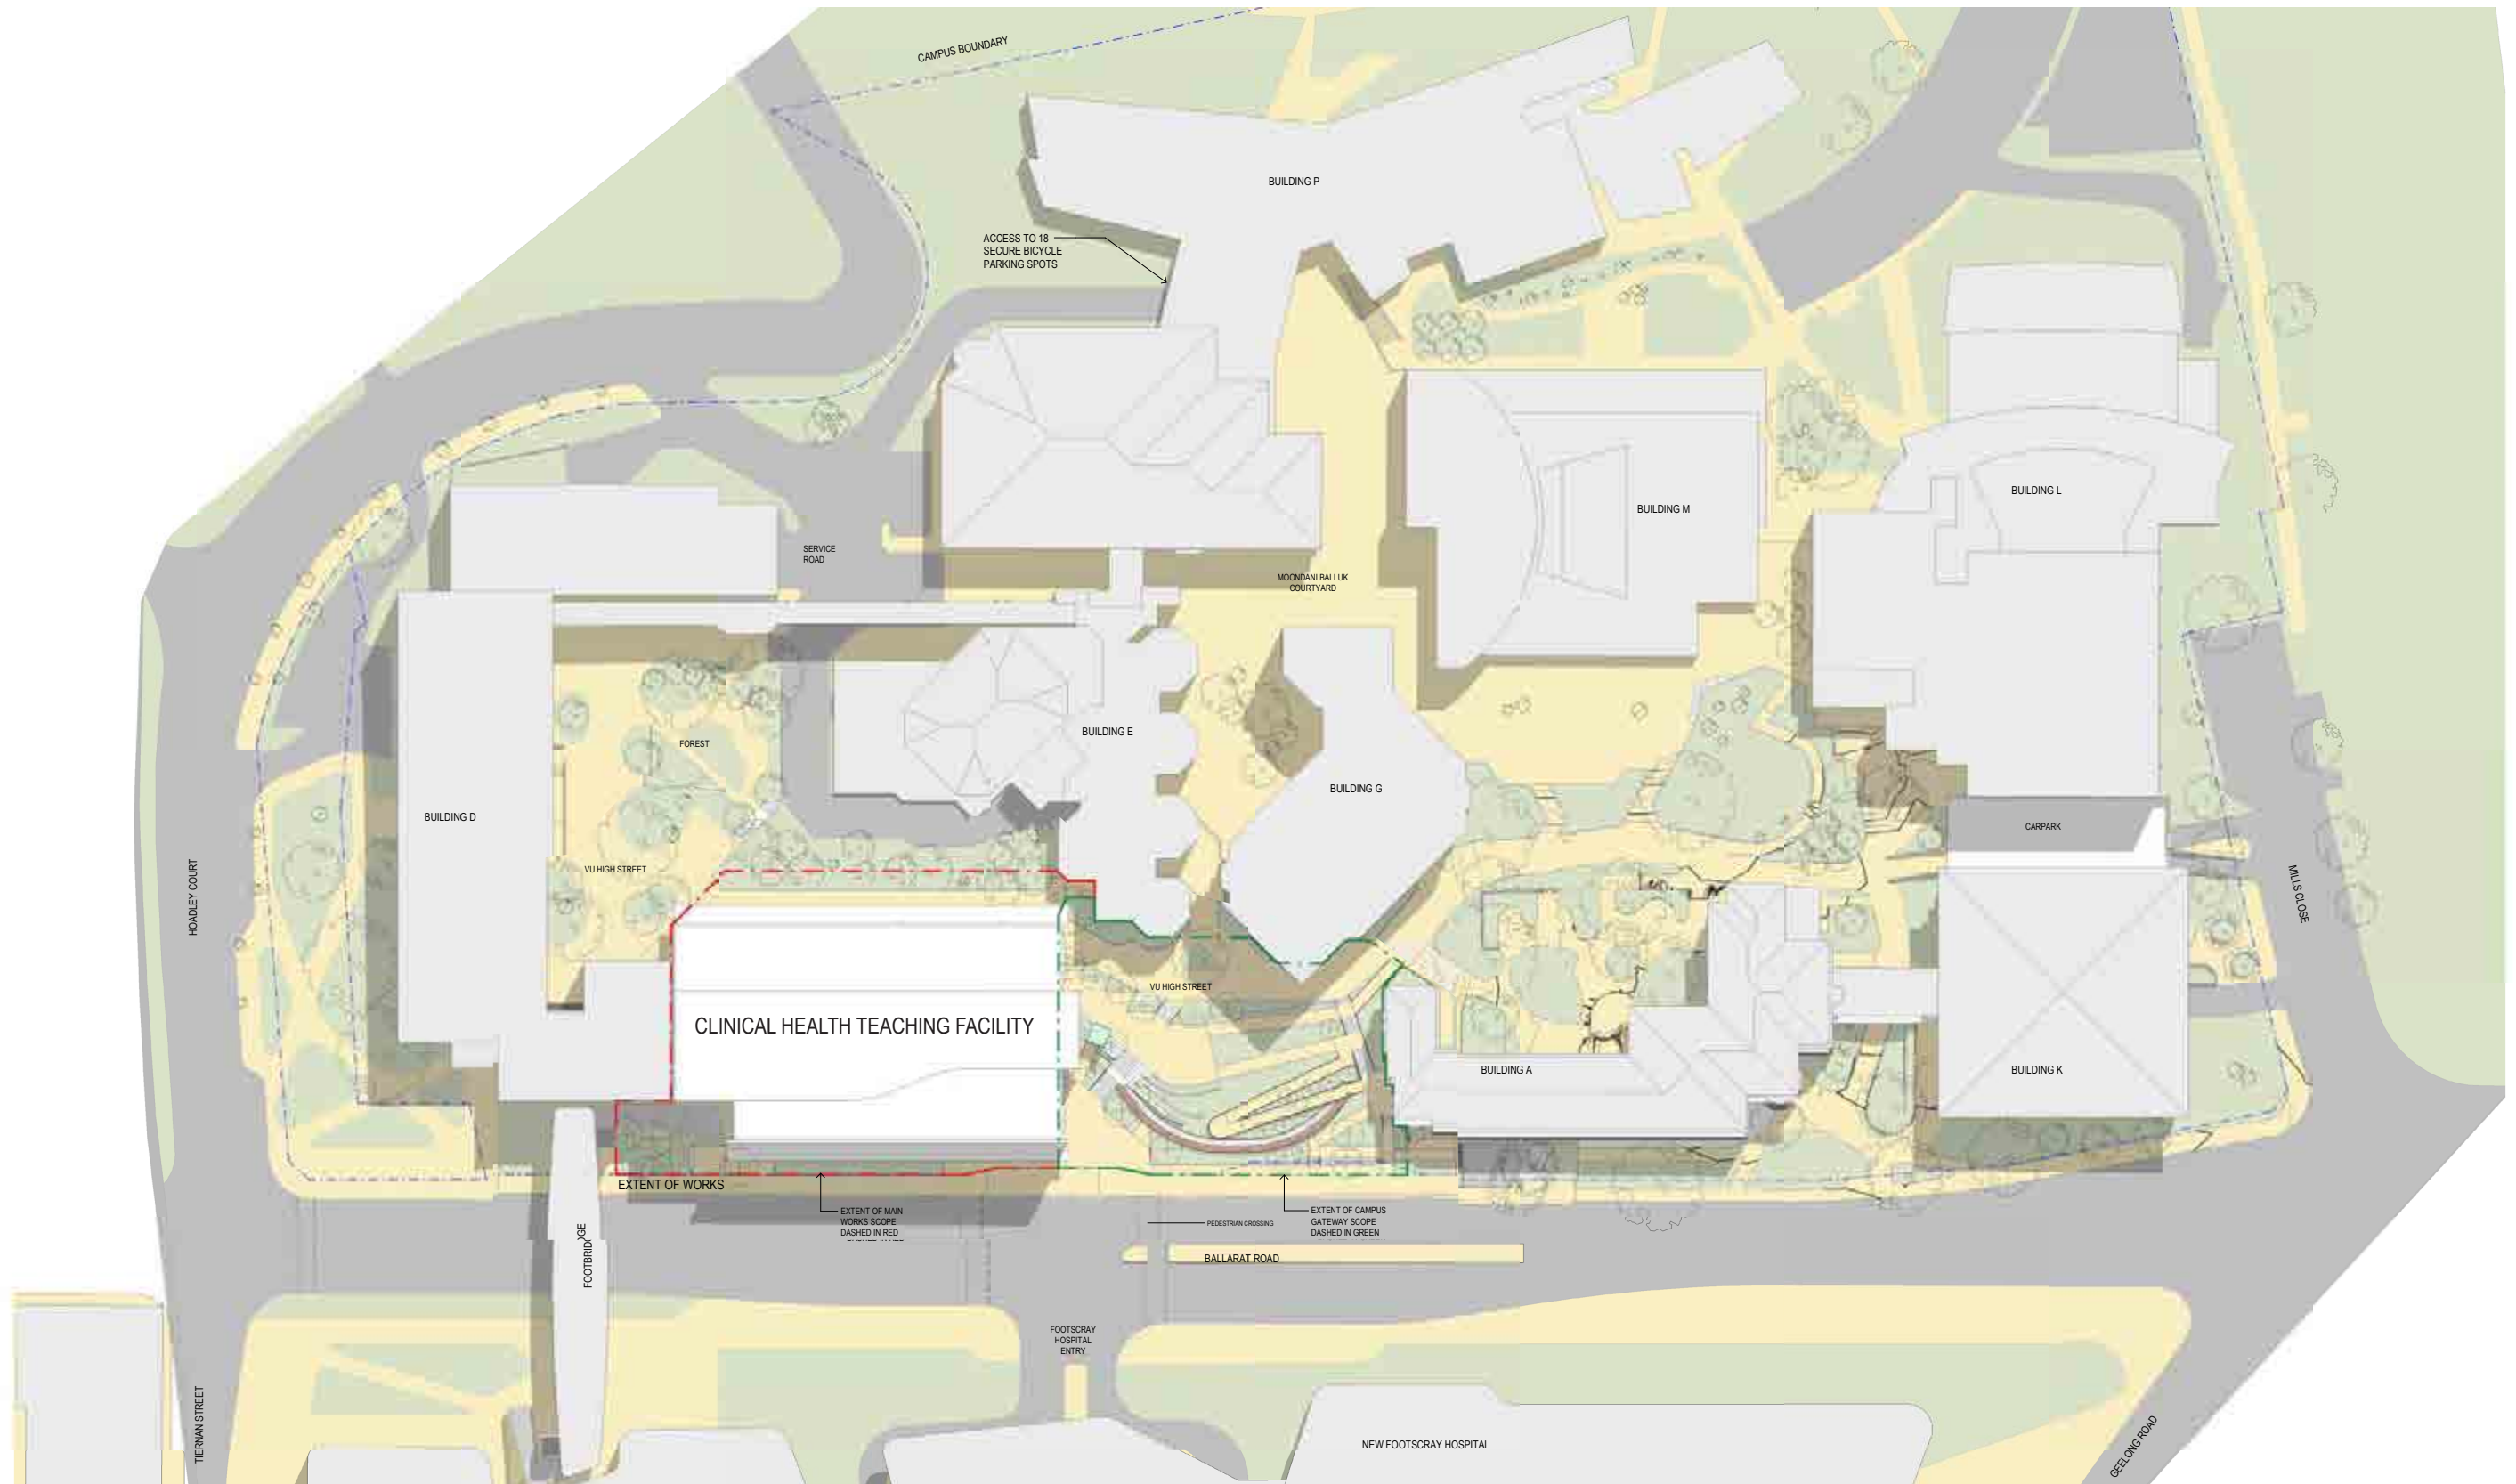 CAMPUS BOUNDARY
BUILDING P
ACCESS TO 18
SECURE BICYCLE
PARKING SPOTS
BUILDING L
BUILDING M
SERVICE
ROAD
MOONDANI BALLUK
COURTYARD
BUILDING E
FOREST
BUILDING G
BUILDING D
CARPARK
VU HIGH STREET
HOADLEY COURT
MILLS CLOSE
VU HIGH STREET
CLINICAL HEALTH TEACHING FACILITY
BUILDING A
BUILDING K
EXTENT OF WORKS
EXTENT OF MAIN
WORKS SCOPE
DASHED IN RED
PEDESTRIAN CROSSING
EXTENT OF CAMPUS
GATEWAY SCOPE
DASHED IN GREEN
FOOTBRIDGE
BALLARAT ROAD
FOOTSCRAY
HOSPITAL
ENTRY
TIERNAN STREET
NEW FOOTSCRAY HOSPITAL
GEELONG ROAD